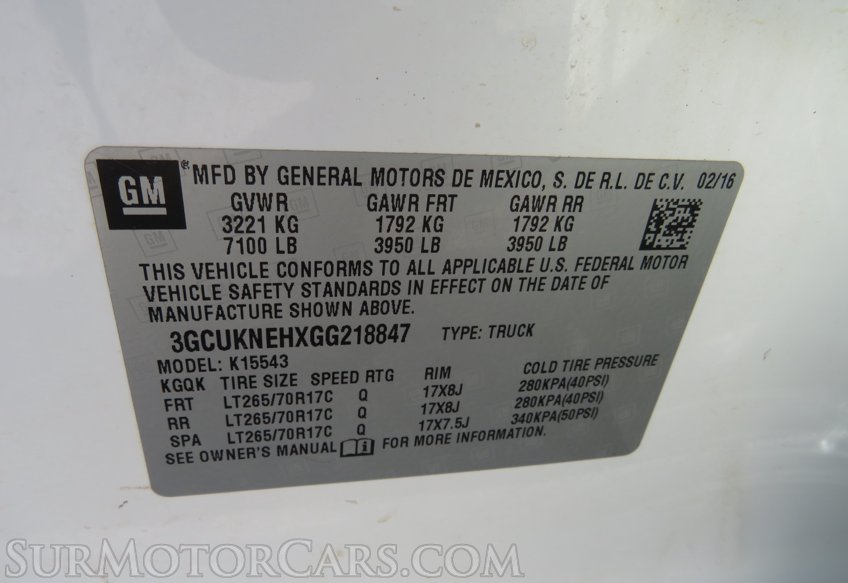 GM ® MFD BY GENERAL MOTORS DE MEXICO, S. DE R.L. DE C.V. 02/16
GVWR GAWR FRT GAWR RR
3221 KG 1792 KG 1792 KG
7100 LB 3950 LB 3950 LB
THIS VEHICLE CONFORMS TO ALL APPLICABLE U.S. FEDERAL MOTOR
VEHICLE SAFETY STANDARDS IN EFFECT ON THE DATE OF
MANUFACTURE SHOWN ABOVE.
3GCUKNEHXGG218847 TYPE: TRUCK
MODEL: K15543
KGQK TIRE SIZE SPEED RTG RIM COLD TIRE PRESSURE
FRT LT265/70R17C Q 17X8J 280KPA(40PSI)
RR LT265/70R17C Q 17X8J 280KPA(40PSI)
SPA LT265/70R17C Q 17X7.5J 340KPA(50PSI)
SEE OWNER'S MANUAL FOR MORE INFORMATION.
SURMOTORCARS.COM